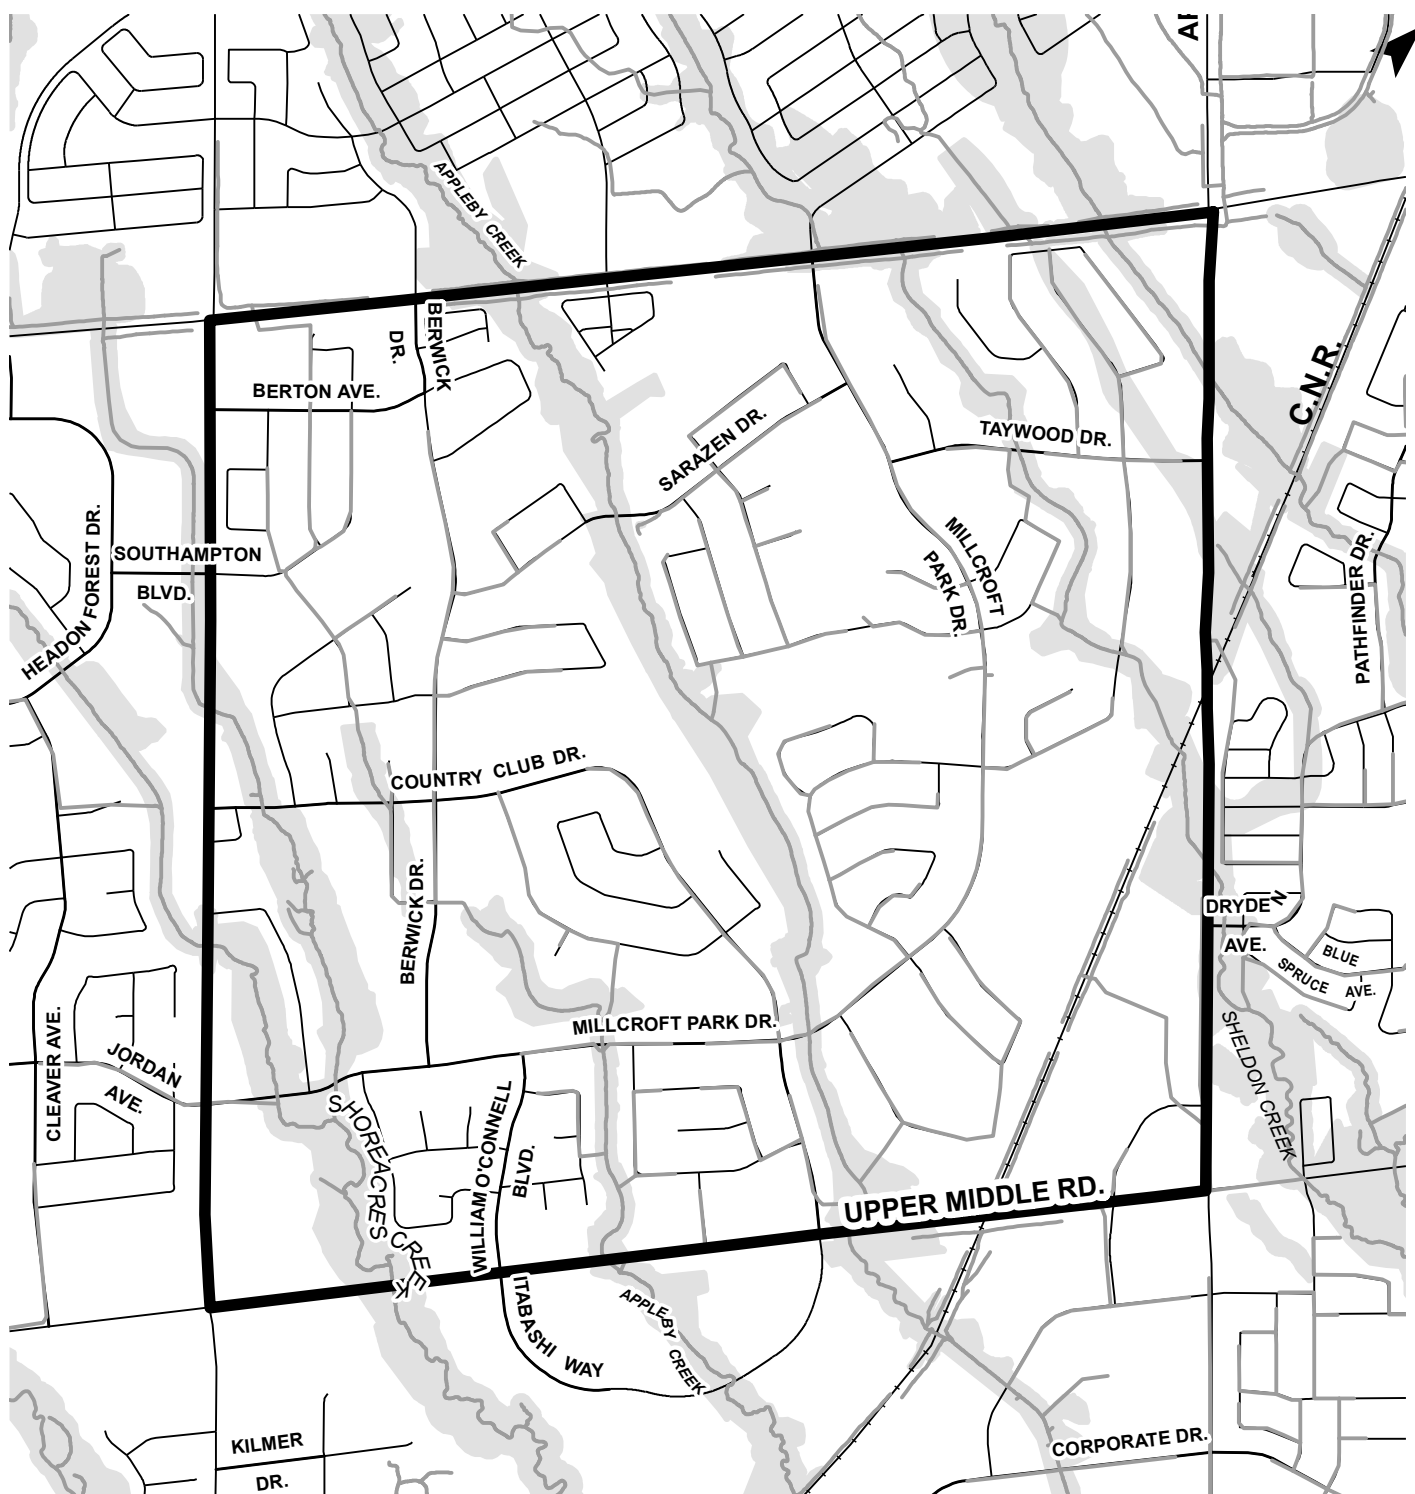 APPLEBY CREEK
BERWICK
DR.
BERTON AVE.
C.N.R.
SARAZEN DR.
TAYWOOD DR.
HEADON FOREST DR.
SOUTHAMPTON
BLVD.
MILLCROFT
PARK DR.
PATHFINDER DR.
COUNTRY CLUB DR.
BERWICK DR.
DRYDEN
AVE.
BLUE
SPRUCE AVE.
CLEAVER AVE.
JORDAN
AVE.
MILLCROFT PARK DR.
SHELDON CREEK
SHOREACRES CREEK
WILLIAM O'CONNELL
BLVD.
UPPER MIDDLE RD.
ITABASHI WAY
APPLEBY CREEK
KILMER
DR.
CORPORATE DR.